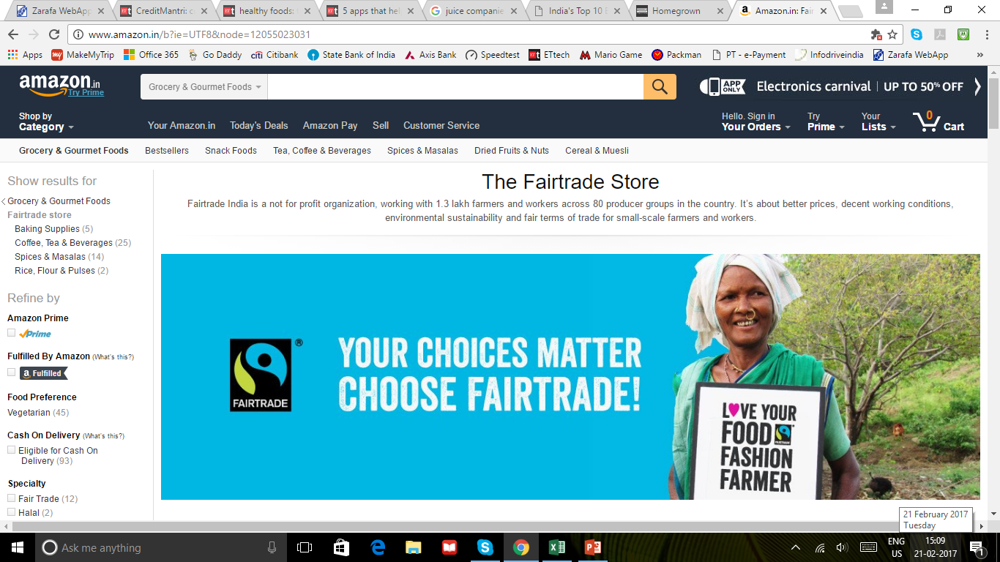 Zarafa WebApp
CreditMantri: c
healthy foods:
5 apps that hel
juice companie
India's Top 10
Homegrown
Amazon.in: Fair
www.amazon.in/b?ie=UTF8&node=12055023031
Apps MakeMyTrip Office 365 Go Daddy citi Citibank State Bank of India Axis Bank Speedtest ET ETtech Mario Game Packman PT - e-Payment Infodriveindia Zarafa WebApp »
amazon.in
Try Prime
Grocery & Gourmet Foods
APP ONLY
Electronics carnival | UP TO 50% OFF
Shop by
Category
Your Amazon.in Today's Deals Amazon Pay Sell Customer Service
Hello. Sign in
Your Orders
Try
Prime
Your
Lists
0
Cart
Grocery & Gourmet Foods Bestsellers Snack Foods Tea, Coffee & Beverages Spices & Masalas Dried Fruits & Nuts Cereal & Muesli
Show results for
Grocery & Gourmet Foods
Fairtrade store
Baking Supplies (5)
Coffee, Tea & Beverages (25)
Spices & Masalas (14)
Rice, Flour & Pulses (2)
Refine by
Amazon Prime
Prime
Fulfilled By Amazon (What's this?)
a Fulfilled
Food Preference
Vegetarian (45)
Cash On Delivery (What's this?)
Eligible for Cash On
Delivery (93)
Specialty
Fair Trade (12)
Halal (2)
The Fairtrade Store
Fairtrade India is a not for profit organization, working with 1.3 lakh farmers and workers across 80 producer groups in the country. It's about better prices, decent working conditions,
environmental sustainability and fair terms of trade for small-scale farmers and workers.
®
FAIRTRADE
YOUR CHOICES MATTER
CHOOSE FAIRTRADE!
L♥VE YOUR
FOOD
FAIRTRADE
FASHION
FARMER
21 February 2017
Tuesday
Ask me anything
ENG
US
15:09
21-02-2017
1